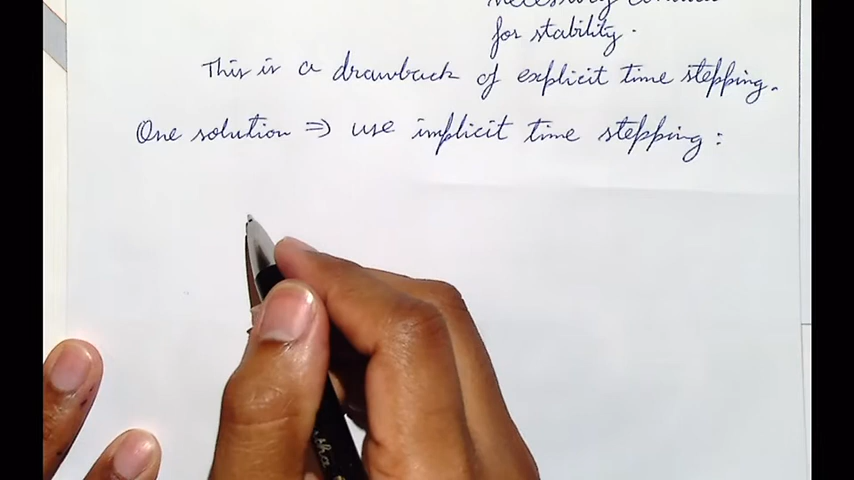 for stability.
This is a drawback of explicit time stepping.
One solution ⇒ use implicit time stepping: